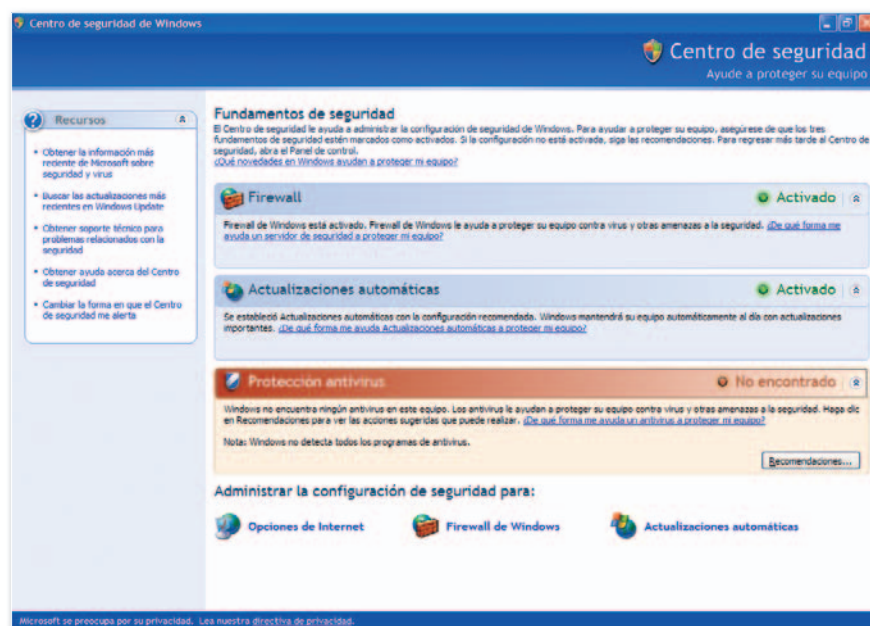 Centro de seguridad de Windows
Centro de seguridad
Ayude a proteger su equipo
Recursos
• Obtener la información más
reciente de Microsoft sobre
seguridad y virus
• Buscar las actualizaciones más
recientes en Windows Update
• Obtener soporte técnico para
problemas relacionados con la
seguridad
• Obtener ayuda acerca del Centro
de seguridad
• Cambiar la forma en que el Centro
de seguridad me alerta
Fundamentos de seguridad
El Centro de seguridad le ayuda a administrar la configuración de seguridad de Windows. Para ayudar a proteger su equipo, asegúrese de que los tres
fundamentos de seguridad estén marcados como activados. Si la configuración no está activada, siga las recomendaciones. Para regresar más tarde al Centro de
seguridad, abra el Panel de control.
¿Qué novedades en Windows ayudan a proteger mi equipo?
Firewall
Activado
Firewall de Windows está activado. Firewall de Windows le ayuda a proteger su equipo contra virus y otras amenazas a la seguridad. ¿De qué forma me
ayuda un servidor de seguridad a proteger mi equipo?
Actualizaciones automáticas
Activado
Se estableció Actualizaciones automáticas con la configuración recomendada. Windows mantendrá su equipo automáticamente al día con actualizaciones
importantes. ¿De qué forma me ayuda Actualizaciones automáticas a proteger mi equipo?
Protección antivirus
No encontrado
Windows no encuentra ningún antivirus en este equipo. Los antivirus le ayudan a proteger su equipo contra virus y otras amenazas a la seguridad. Haga clic
en Recomendaciones para ver las acciones sugeridas que puede realizar. ¿De qué forma me ayuda un antivirus a proteger mi equipo?
Nota: Windows no detecta todos los programas de antivirus.
Recomendaciones...
Administrar la configuración de seguridad para:
Opciones de Internet
Firewall de Windows
Actualizaciones automáticas
Microsoft se preocupa por su privacidad. Lea nuestra directiva de privacidad.